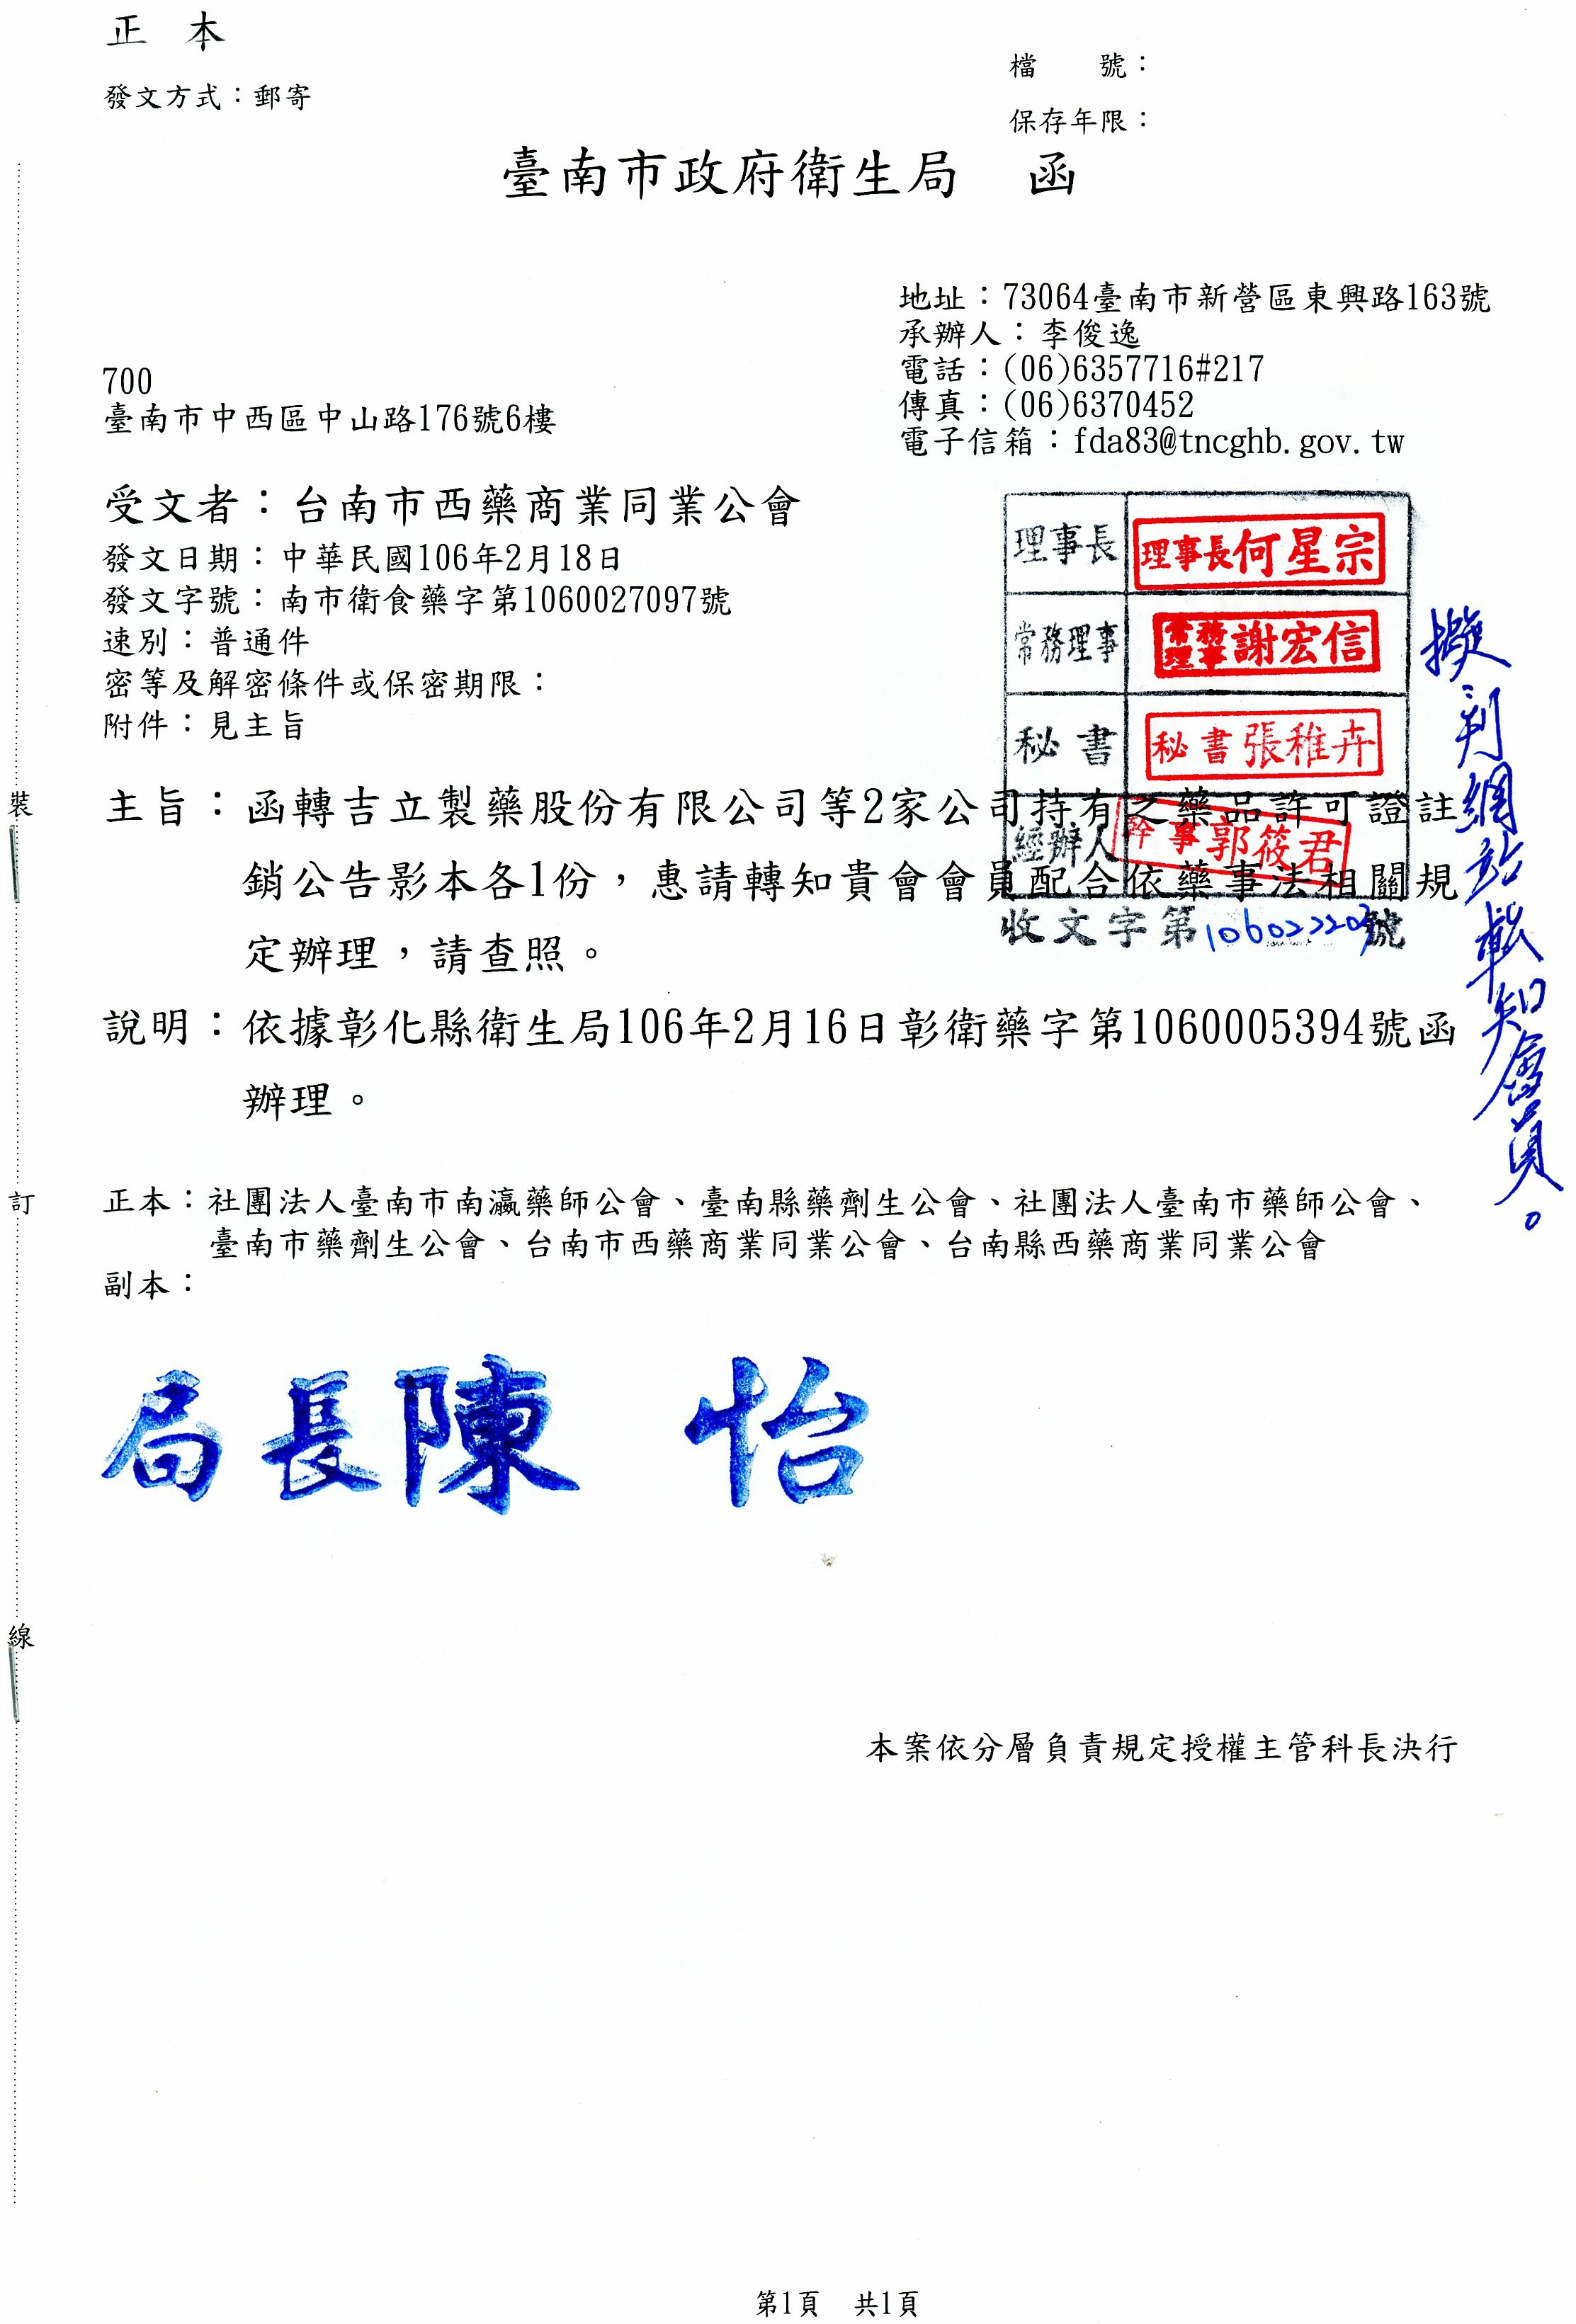 正 本
發文方式：郵寄
檔 號：
保存年限：
臺南市政府衛生局 函
地址：73064臺南市新營區東興路163號
承辦人：李俊逸
電話：(06)6357716#217
傳真：(06)6370452
電子信箱：fda83@tncghb.gov.tw
700
臺南市中西區中山路176號6樓
受文者：台南市西藥商業同業公會
發文日期：中華民國106年2月18日
發文字號：南市衛食藥字第1060027097號
速別：普通件
密等及解密條件或保密期限：
附件：見主旨
理事長 理事長何星宗
常務理事 常務理事謝宏信
秘書 秘書張稚卉
經辦人 幹事郭筱君
收文字第 號
擬:刊網站轉知會員。
主旨：函轉吉立製藥股份有限公司等2家公司持有之藥品許可證註
銷公告影本各1份，惠請轉知貴會會員配合依藥事法相關規
定辦理，請查照。
說明：依據彰化縣衛生局106年2月16日彰衛藥字第1060005394號函
辦理。
正本：社團法人臺南市南瀛藥師公會、臺南縣藥劑生公會、社團法人臺南市藥師公會、
臺南市藥劑生公會、台南市西藥商業同業公會、台南縣西藥商業同業公會
副本：
局長陳 怡
裝
訂
線
本案依分層負責規定授權主管科長決行
第1頁 共1頁